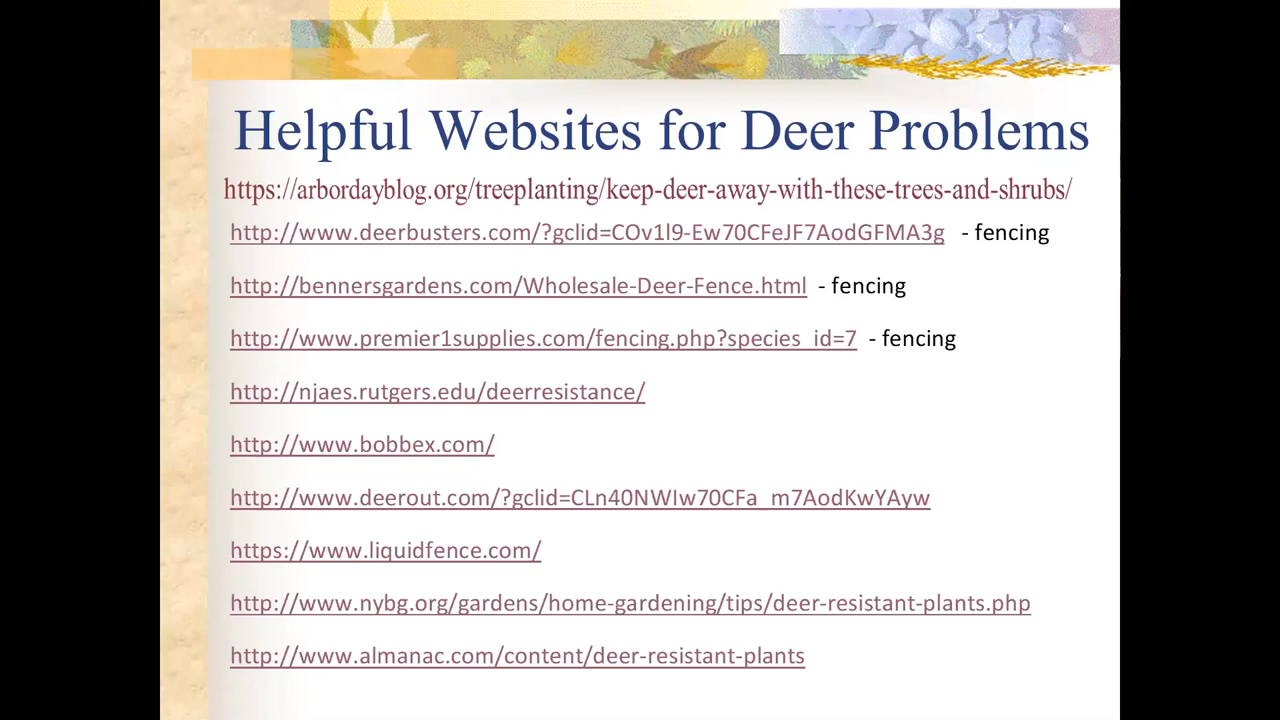 Helpful Websites for Deer Problems
https://arbordayblog.org/treeplanting/keep-deer-away-with-these-trees-and-shrubs/
http://www.deerbusters.com/?gclid=COv1l9-Ew70CFeJF7AodGFMA3g - fencing
http://bennersgardens.com/Wholesale-Deer-Fence.html - fencing
http://www.premier1supplies.com/fencing.php?species_id=7 - fencing
http://njaes.rutgers.edu/deerresistance/
http://www.bobbex.com/
http://www.deerout.com/?gclid=CLn40NWIw70CFa_m7AodKwYAyw
https://www.liquidfence.com/
http://www.nybg.org/gardens/home-gardening/tips/deer-resistant-plants.php
http://www.almanac.com/content/deer-resistant-plants